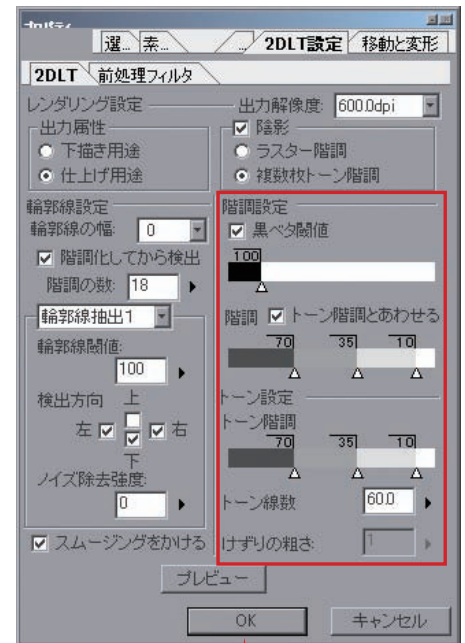 プロパティ
選... 素... ... 2DLT設定 移動と変形
2DLT 前処理フィルタ
レンダリング設定
出力解像度: 600.0dpi
出力属性
下描き用途
仕上げ用途
陰影
ラスター階調
複数枚トーン階調
輪郭線設定
輪郭線の幅: 0
階調化してから検出
階調の数: 18
輪郭線抽出1
輪郭線閾値:
100
検出方向 上
左 右
下
ノイズ除去強度:
0
スムージングをかける
階調設定
黒ベタ閾値
100
階調 トーン階調とあわせる
70 35 10
トーン設定
トーン階調
70 35 10
トーン線数 60.0
けずりの粗さ: 1
プレビュー
OK キャンセル